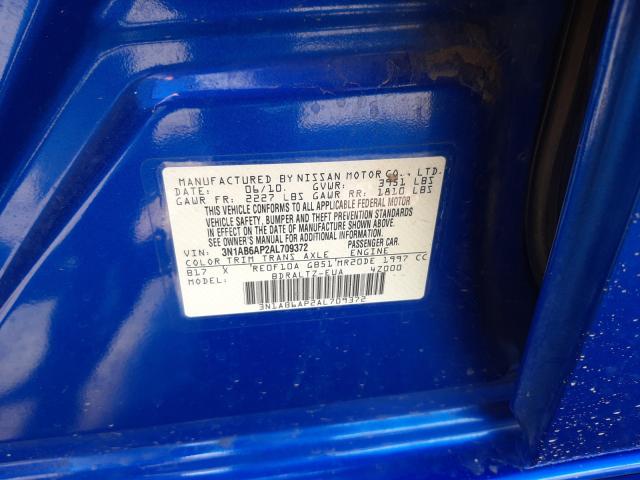 MANUFACTURED BY NISSAN MOTOR CO., LTD.
DATE: 06/10. GVWR: 3951 LBS
GAWR FR: 2227 LBS GAWR RR: 1810 LBS
THIS VEHICLE CONFORMS TO ALL APPLICABLE FEDERAL MOTOR
VEHICLE SAFETY, BUMPER AND THEFT PREVENTION STANDARDS
IN EFFECT ON THE DATE OF MANUFACTURE SHOWN ABOVE.
SEE OWNER'S MANUAL FOR ADDITIONAL INFORMATION.
VIN: 3N1AB6AP2AL709372 PASSENGER CAR.
COLOR TRIM TRANS AXLE ENGINE
B17 X RE0F10A GB51 MR20DE 1997 CC
MODEL: BDRALTZ-EUA 4Z000
3N1AB6AP2AL709372